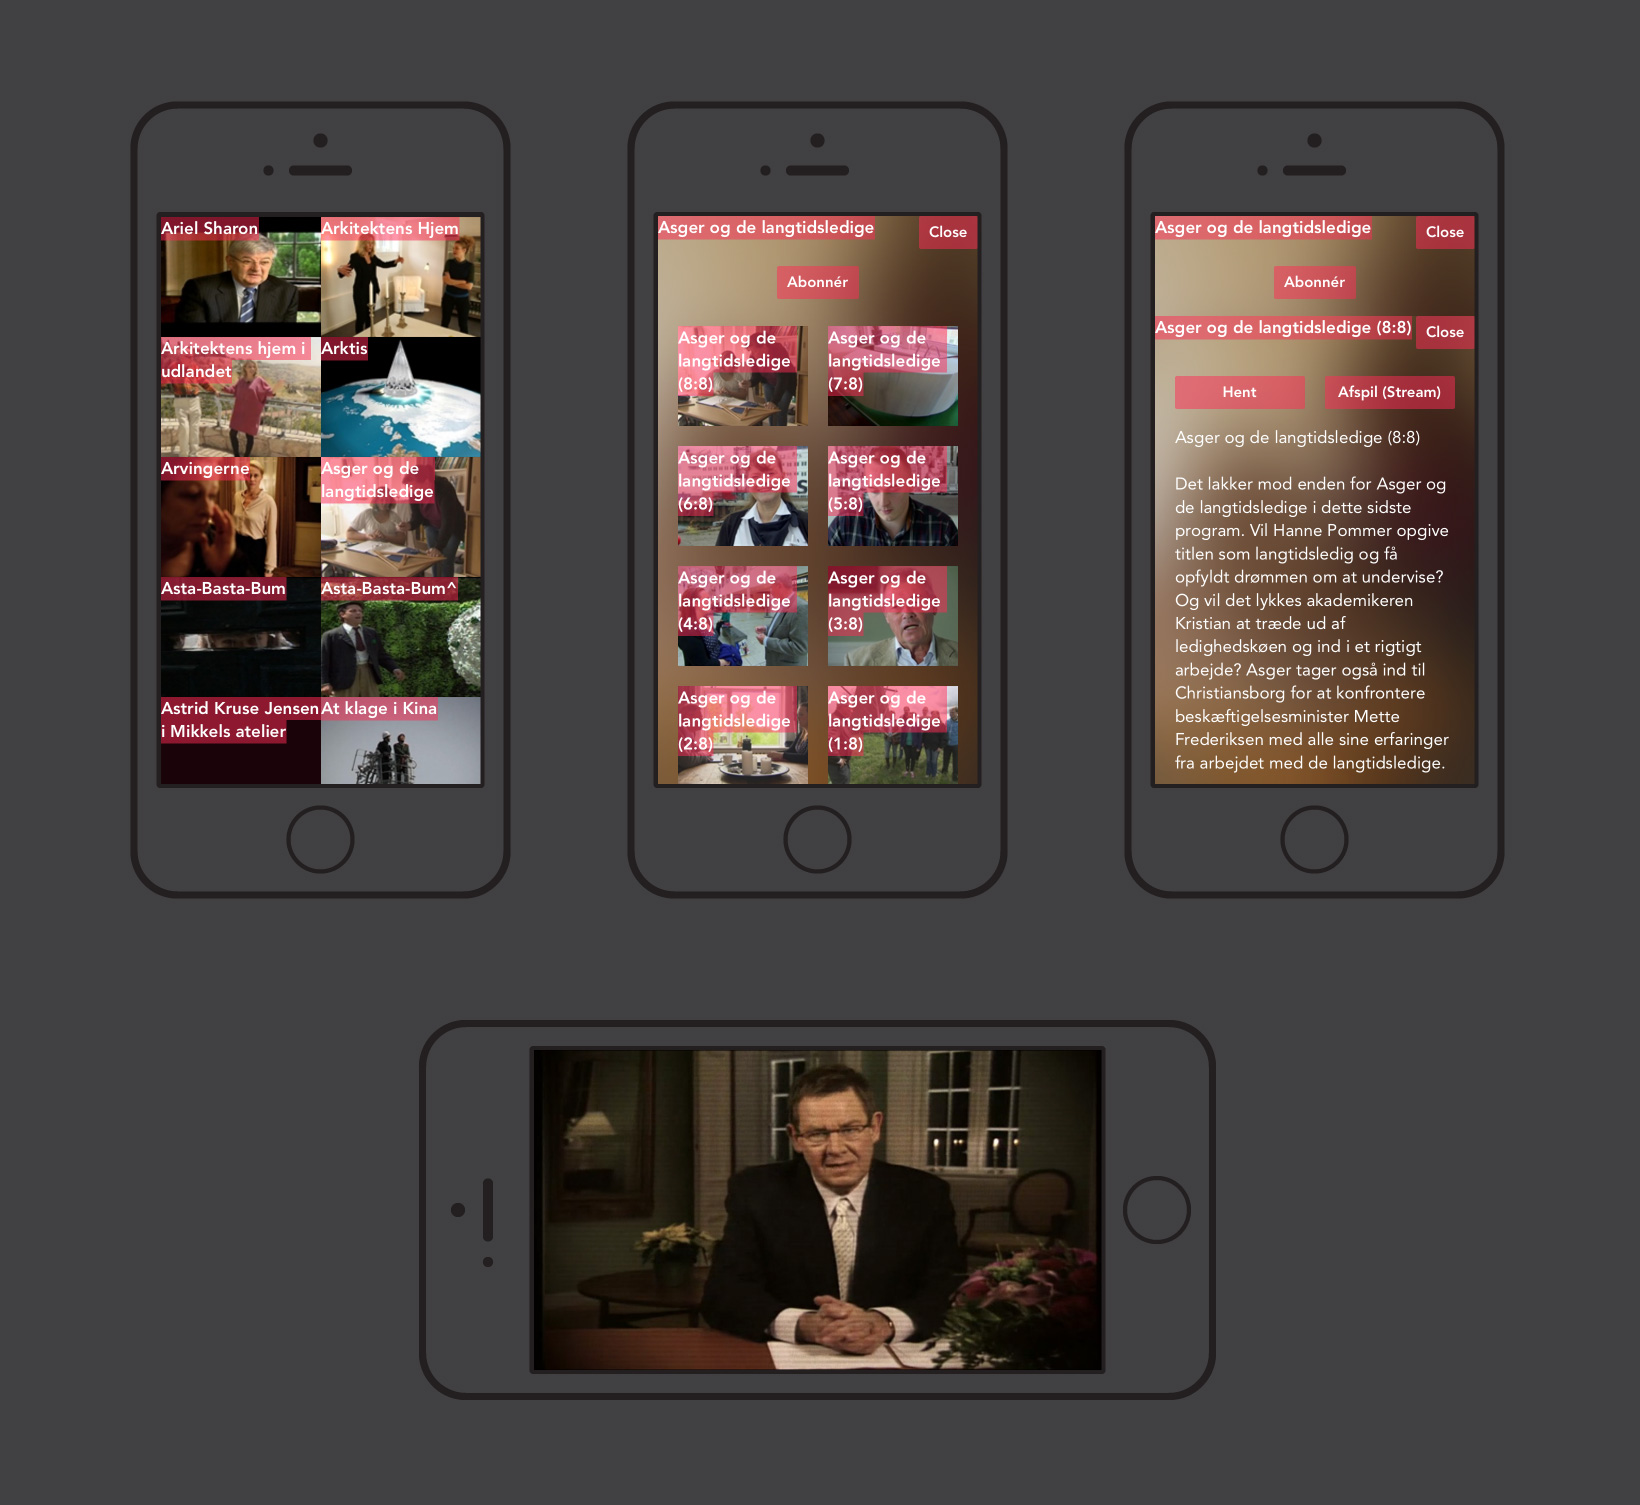 Ariel Sharon
Arkitektens Hjem
Arkitektens hjem i
udlandet
Arktis
Arvingerne
Asger og de
langtidsledige
Asta-Basta-Bum
Asta-Basta-Bum^
Astrid Kruse Jensen
i Mikkels atelier
At klage i Kina
Asger og de langtidsledige
Close
Abonnér
Asger og de
langtidsledige
(8:8)
Asger og de
langtidsledige
(7:8)
Asger og de
langtidsledige
(6:8)
Asger og de
langtidsledige
(5:8)
Asger og de
langtidsledige
(4:8)
Asger og de
langtidsledige
(3:8)
Asger og de
langtidsledige
(2:8)
Asger og de
langtidsledige
(1:8)
Asger og de langtidsledige
Close
Abonnér
Asger og de langtidsledige (8:8)
Close
Hent
Afspil (Stream)
Asger og de langtidsledige (8:8)
Det lakker mod enden for Asger og
de langtidsledige i dette sidste
program. Vil Hanne Pommer opgive
titlen som langtidsledig og få
opfyldt drømmen om at undervise?
Og vil det lykkes akademikeren
Kristian at træde ud af
ledighedskøen og ind i et rigtigt
arbejde? Asger tager også ind til
Christiansborg for at konfrontere
beskæftigelsesminister Mette
Frederiksen med alle sine erfaringer
fra arbejdet med de langtidsledige.